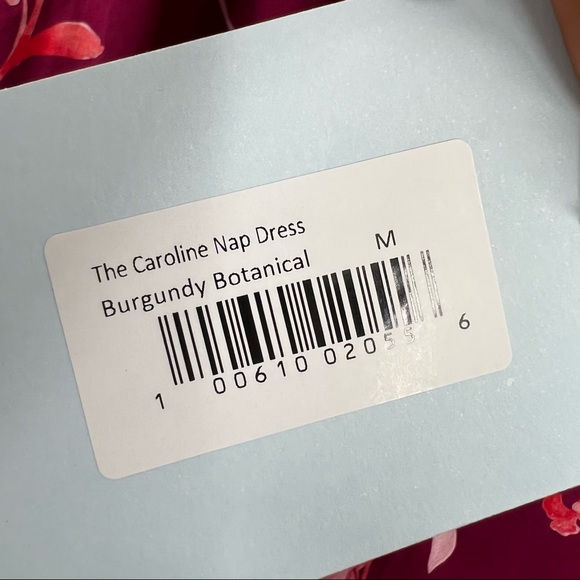 The Caroline Nap Dress
Burgundy Botanical M
1 00610 02055 6